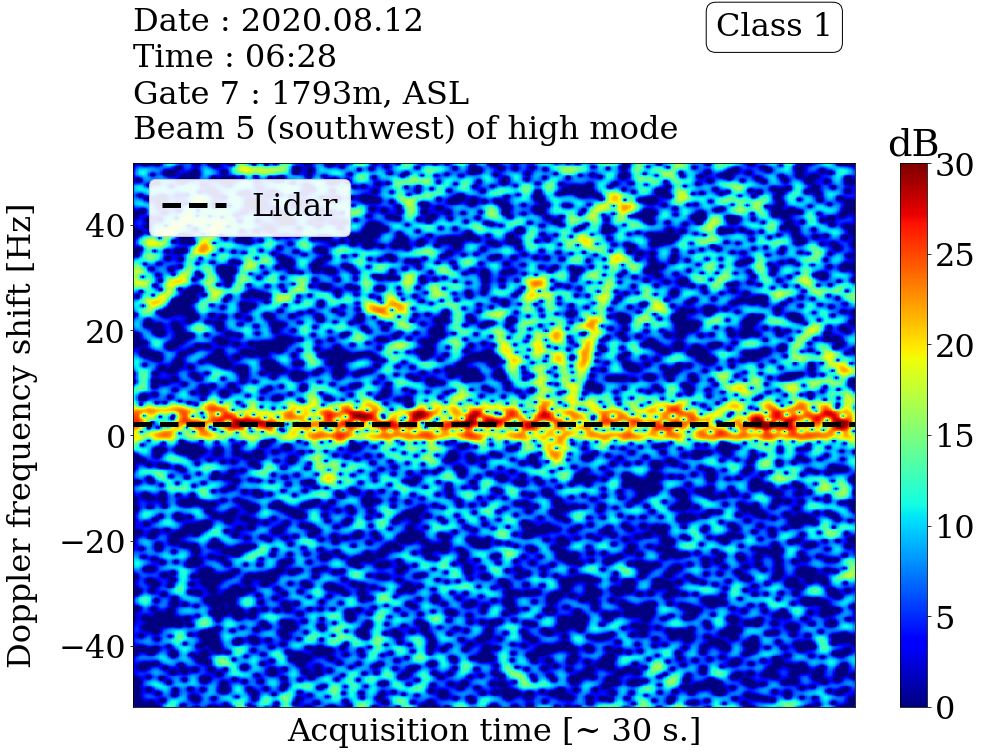 Date : 2020.08.12
Time : 06:28
Gate 7 : 1793m, ASL
Beam 5 (southwest) of high mode
Class 1
dB
Lidar
Doppler frequency shift [Hz]
40
20
0
−20
−40
Acquisition time [~ 30 s.]
30
25
20
15
10
5
0